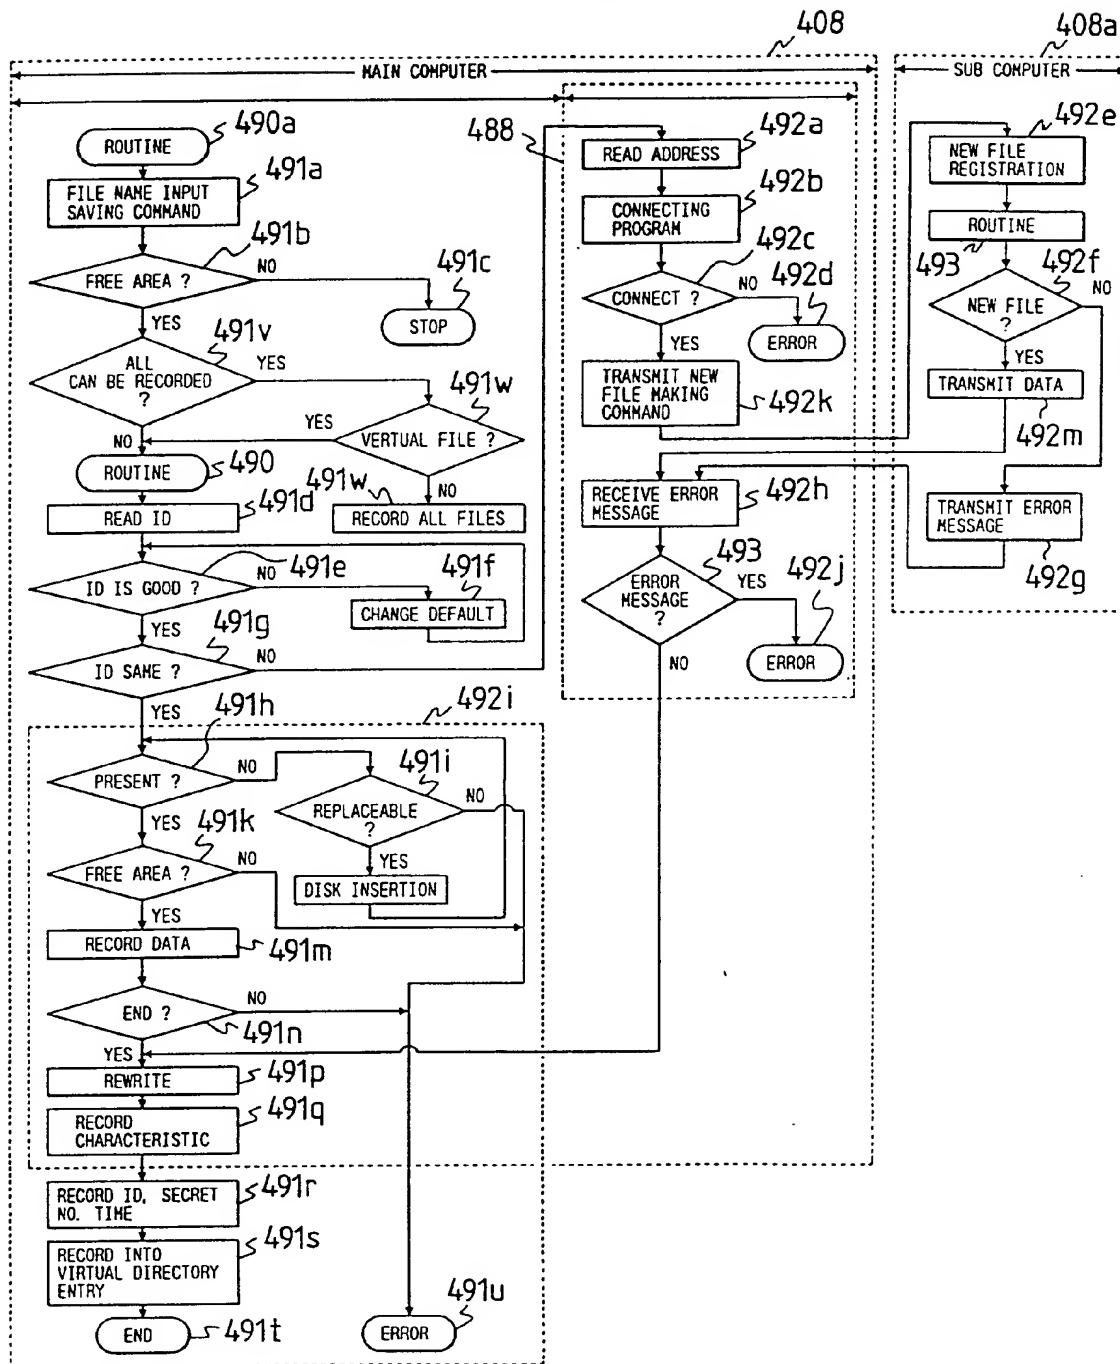 408
408a
MAIN COMPUTER
SUB COMPUTER
490a
ROUTINE
491a
FILE NAME INPUT
SAVING COMMAND
491b
FREE AREA ?
NO
491c
STOP
YES
491v
ALL
CAN BE RECORDED
?
YES
491w
VERTUAL FILE ?
YES
NO
NO
490
ROUTINE
491w
RECORD ALL FILES
491d
READ ID
491e
ID IS GOOD ?
NO
491f
CHANGE DEFAULT
YES
491g
ID SAME ?
NO
YES
488
492a
READ ADDRESS
492b
CONNECTING
PROGRAM
492c
CONNECT ?
NO
492d
ERROR
YES
TRANSMIT NEW
FILE MAKING
COMMAND
492k
492e
NEW FILE
REGISTRATION
ROUTINE
493
492f
NEW FILE
?
NO
YES
TRANSMIT DATA
492m
RECEIVE ERROR
MESSAGE
492h
TRANSMIT ERROR
MESSAGE
492g
493
ERROR
MESSAGE
?
YES
492j
ERROR
NO
492i
491h
PRESENT ?
NO
491i
REPLACEABLE
?
NO
YES
YES
DISK INSERTION
491k
FREE AREA ?
NO
YES
RECORD DATA
491m
END ?
NO
491n
YES
REWRITE
491p
491q
RECORD
CHARACTERISTIC
491r
RECORD ID, SECRET
NO. TIME
491s
RECORD INTO
VIRTUAL DIRECTORY
ENTRY
END
491t
491u
ERROR